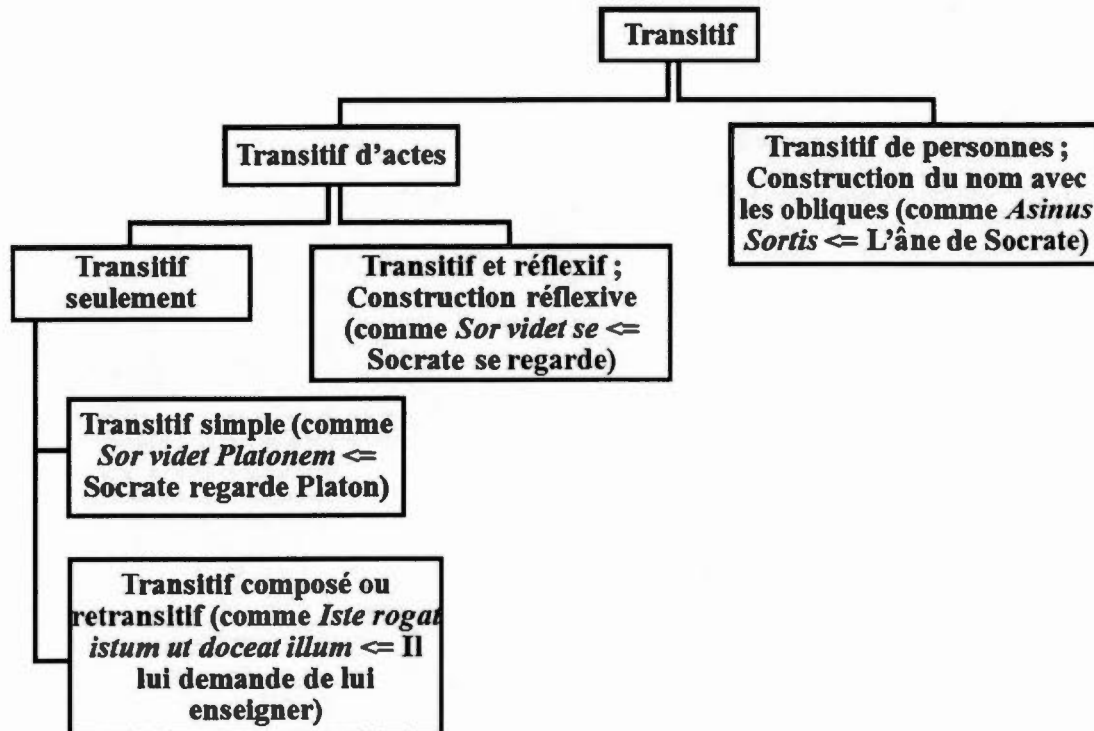 Transitif
Transitif d'actes
Transitif de personnes ;
Construction du nom avec
les obliques (comme Asinus
Sortis <= L'âne de Socrate)
Transitif
seulement
Transitif et réflexif ;
Construction réflexive
(comme Sor videt se <=
Socrate se regarde)
Transitif simple (comme
Sor videt Platonem <=
Socrate regarde Platon)
Transitif composé ou
retransitif (comme Iste rogat
istum ut doceat illum <= Il
lui demande de lui
enseigner)